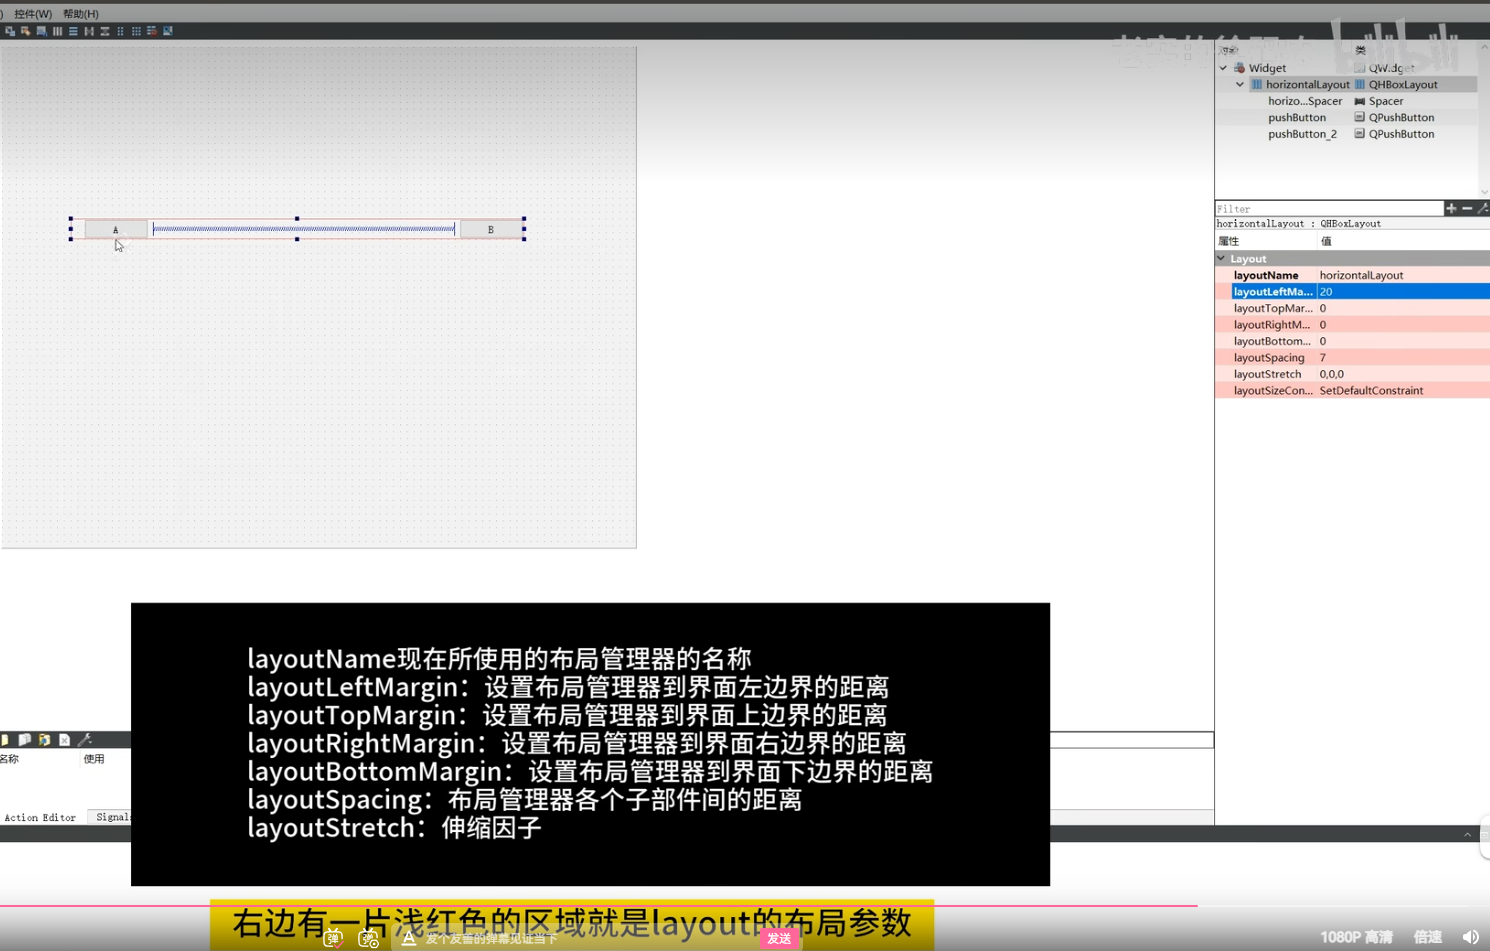 ) 控件(W) 帮助(H)
bilibili
对象 类
Widget QWidget
horizontalLayout QHBoxLayout
horizo...Spacer Spacer
pushButton QPushButton
pushButton_2 QPushButton
A B
Filter
horizontalLayout : QHBoxLayout
属性 值
Layout
layoutName horizontalLayout
layoutLeftMa... 20
layoutTopMar... 0
layoutRightM... 0
layoutBottom... 0
layoutSpacing 7
layoutStretch 0,0,0
layoutSizeCon... SetDefaultConstraint
layoutName现在所使用的布局管理器的名称
layoutLeftMargin：设置布局管理器到界面左边界的距离
layoutTopMargin：设置布局管理器到界面上边界的距离
layoutRightMargin：设置布局管理器到界面右边界的距离
layoutBottomMargin：设置布局管理器到界面下边界的距离
layoutSpacing：布局管理器各个子部件间的距离
layoutStretch：伸缩因子
名称 使用
Action Editor Signals
右边有一片浅红色的区域就是layout的布局参数
弹 弹 A 发个友善的弹幕见证当下 发送
1080P 高清 倍速